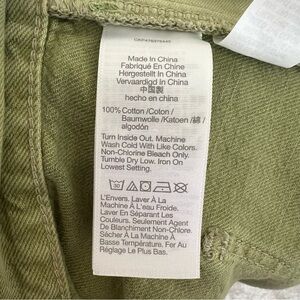 Made In China
Fabriqué En Chine
Hergestellt In China
Vervaardigd In China
中国製
hecho en china
100% Cotton /Coton /
Baumwolle /Katoen /綿 /
algodón
Turn Inside Out. Machine
Wash Cold With Like Colors.
Non-Chlorine Bleach Only.
Tumble Dry Low. Iron On
Lowest Setting.
30
L'Envers. Laver À La
Machine À L'eau Froide.
Laver En Séparant Les
Couleurs. Seulement Agent
De Blanchiment Non-Chlore.
Séchage À La Machine À
Basse Température. Fer Au
Réglage Le Plus Bas.